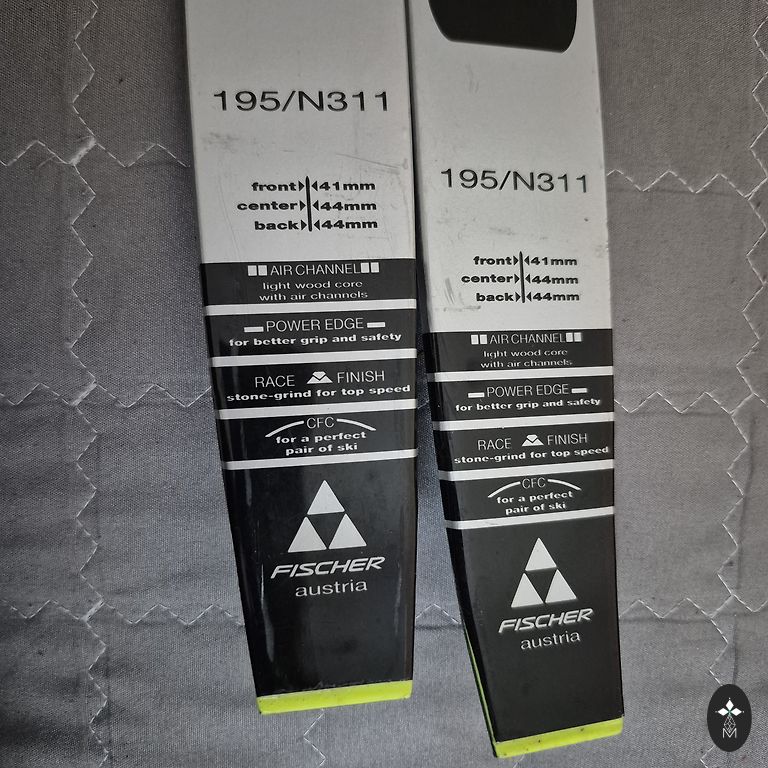 195/N311
front 41mm
center 44mm
back 44mm
AIR CHANNEL
light wood core
with air channels
POWER EDGE
for better grip and safety
RACE FINISH
stone-grind for top speed
CFC
for a perfect
pair of ski
FISCHER
austria
195/N311
front 41mm
center 44mm
back 44mm
AIR CHANNEL
light wood core
with air channels
POWER EDGE
for better grip and safety
RACE FINISH
stone-grind for top speed
CFC
for a perfect
pair of ski
FISCHER
austria
M